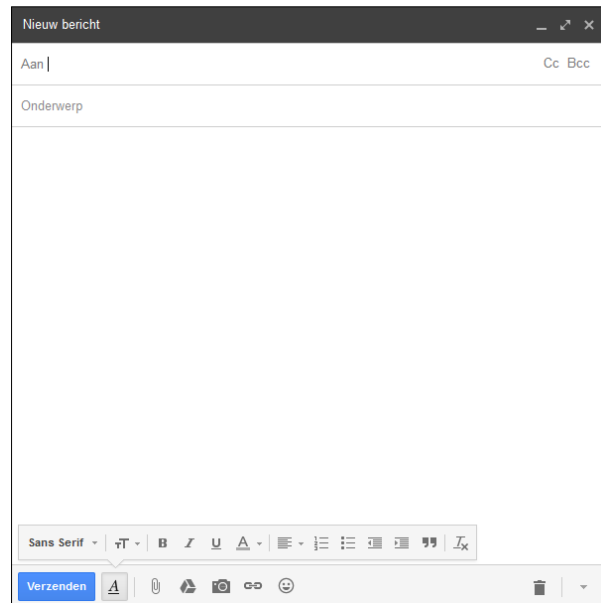 Nieuw bericht
Aan Cc Bcc
Onderwerp
Sans Serif
Verzenden